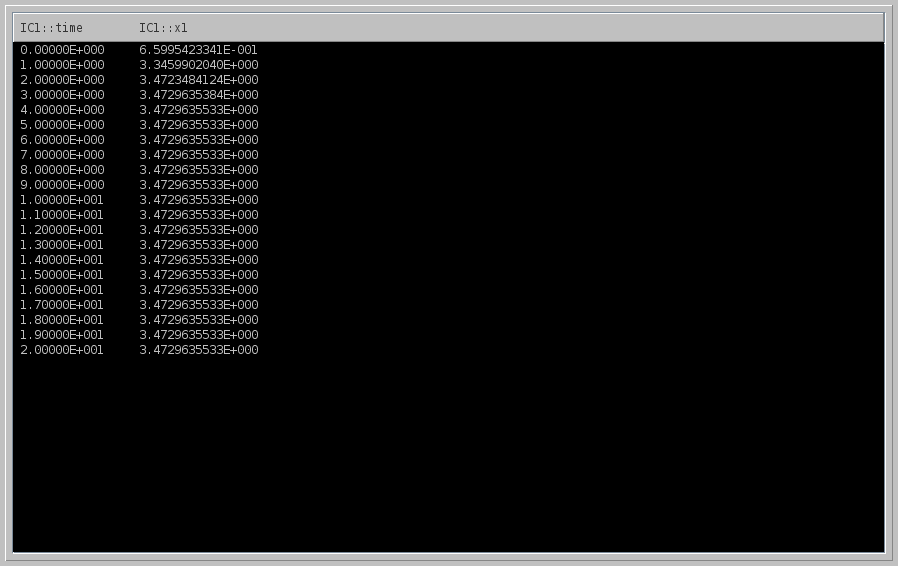 IC1::time IC1::x1
0.00000E+000 6.5995423341E-001
1.00000E+000 3.3459902040E+000
2.00000E+000 3.4723484124E+000
3.00000E+000 3.4729635384E+000
4.00000E+000 3.4729635533E+000
5.00000E+000 3.4729635533E+000
6.00000E+000 3.4729635533E+000
7.00000E+000 3.4729635533E+000
8.00000E+000 3.4729635533E+000
9.00000E+000 3.4729635533E+000
1.00000E+001 3.4729635533E+000
1.10000E+001 3.4729635533E+000
1.20000E+001 3.4729635533E+000
1.30000E+001 3.4729635533E+000
1.40000E+001 3.4729635533E+000
1.50000E+001 3.4729635533E+000
1.60000E+001 3.4729635533E+000
1.70000E+001 3.4729635533E+000
1.80000E+001 3.4729635533E+000
1.90000E+001 3.4729635533E+000
2.00000E+001 3.4729635533E+000